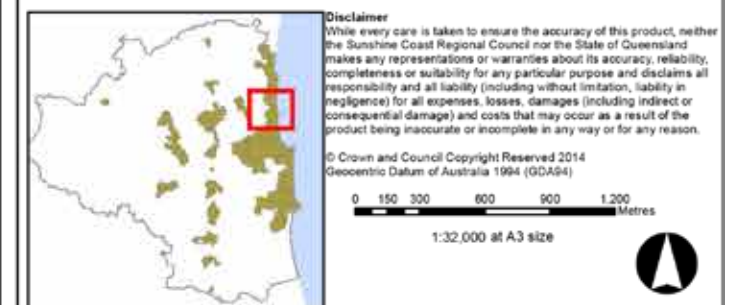 Disclaimer
While every care is taken to ensure the accuracy of this product, neither
the Sunshine Coast Regional Council nor the State of Queensland
makes any representations or warranties about its accuracy, reliability,
completeness or suitability for any particular purpose and disclaims all
responsibility and all liability (including without limitation, liability in
negligence) for all expenses, losses, damages (including indirect or
consequential damage) and costs that may occur as a result of the
product being inaccurate or incomplete in any way or for any reason.
© Crown and Council Copyright Reserved 2014
Geocentric Datum of Australia 1994 (GDA94)
0 150 300 600 900 1,200
Metres
1:32,000 at A3 size